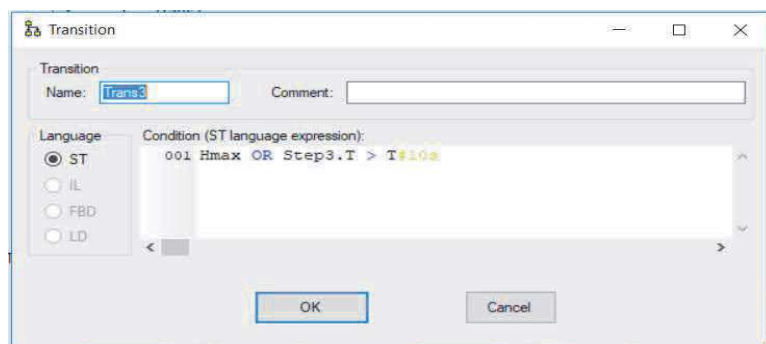 Transition
Transition
Name: Trans3 Comment:
Language Condition (ST language expression):
ST 001 Hmax OR Step3.T > T#10s
IL
FBD
LD
OK Cancel